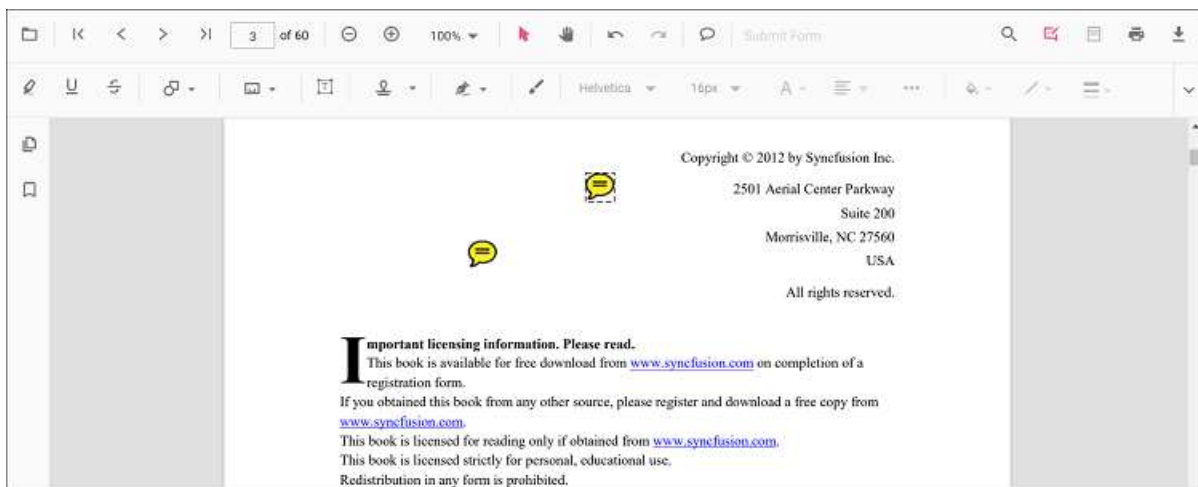 3 of 60 100% Submit Form
Helvetica 16px A
Copyright © 2012 by Syncfusion Inc.
2501 Aerial Center Parkway
Suite 200
Morrisville, NC 27560
USA
All rights reserved.
Important licensing information. Please read.
This book is available for free download from www.syncfusion.com on completion of a
registration form.
If you obtained this book from any other source, please register and download a free copy from
www.syncfusion.com.
This book is licensed for reading only if obtained from www.syncfusion.com.
This book is licensed strictly for personal, educational use.
Redistribution in any form is prohibited.